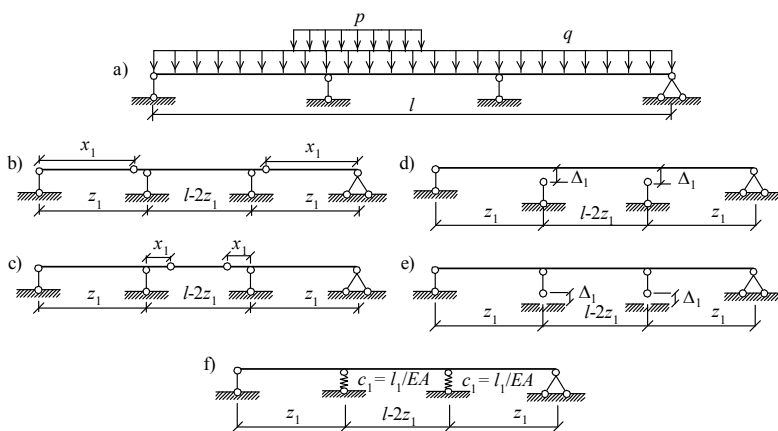 p
q
a)
l
b)
x₁
x₁
z₁
l-2z₁
z₁
c)
x₁
x₁
z₁
l-2z₁
z₁
d)
Δ₁
Δ₁
z₁
l-2z₁
z₁
e)
Δ₁
Δ₁
z₁
l-2z₁
z₁
f)
c₁ = l₁/EA
c₁ = l₁/EA
z₁
l-2z₁
z₁